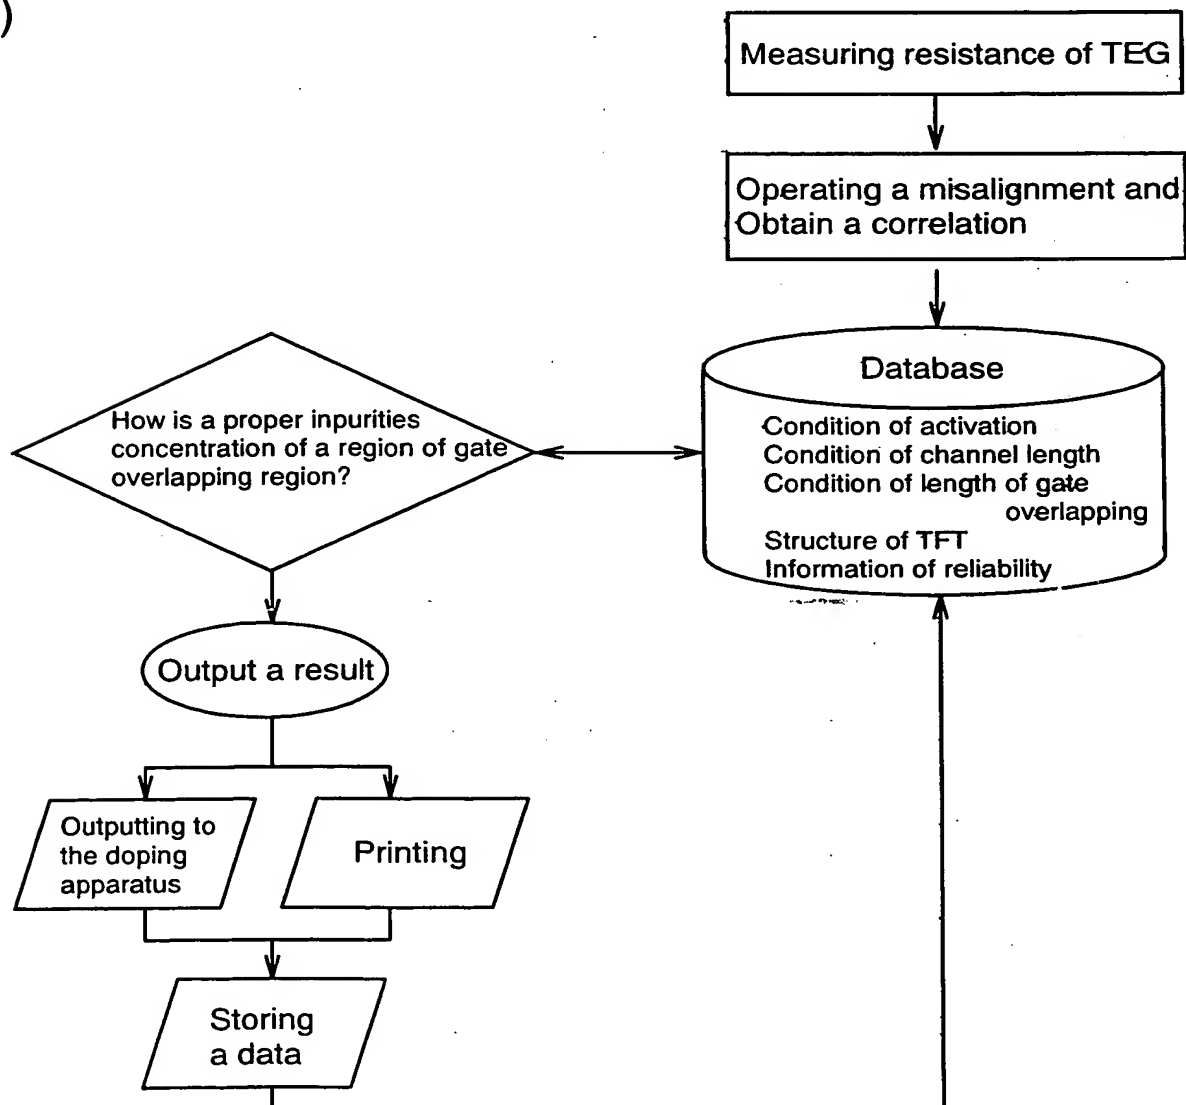 )
Measuring resistance of TEG
Operating a misalignment and
Obtain a correlation
Database
Condition of activation
Condition of channel length
Condition of length of gate
overlapping
Structure of TFT
Information of reliability
How is a proper inpurities
concentration of a region of gate
overlapping region?
Output a result
Outputting to
the doping
apparatus
Printing
Storing
a data